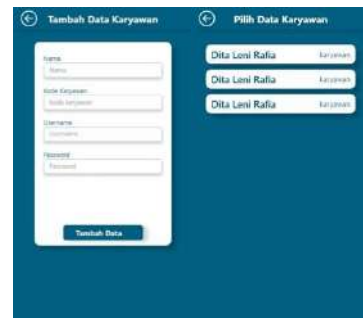 Tambah Data Karyawan
Nama
Nama
Kode Karyawan
Kode karyawan
Username
Username
Password
Password
Tambah Data
Pilih Data Karyawan
Dita Leni Rafia karyawan
Dita Leni Rafia karyawan
Dita Leni Rafia karyawan